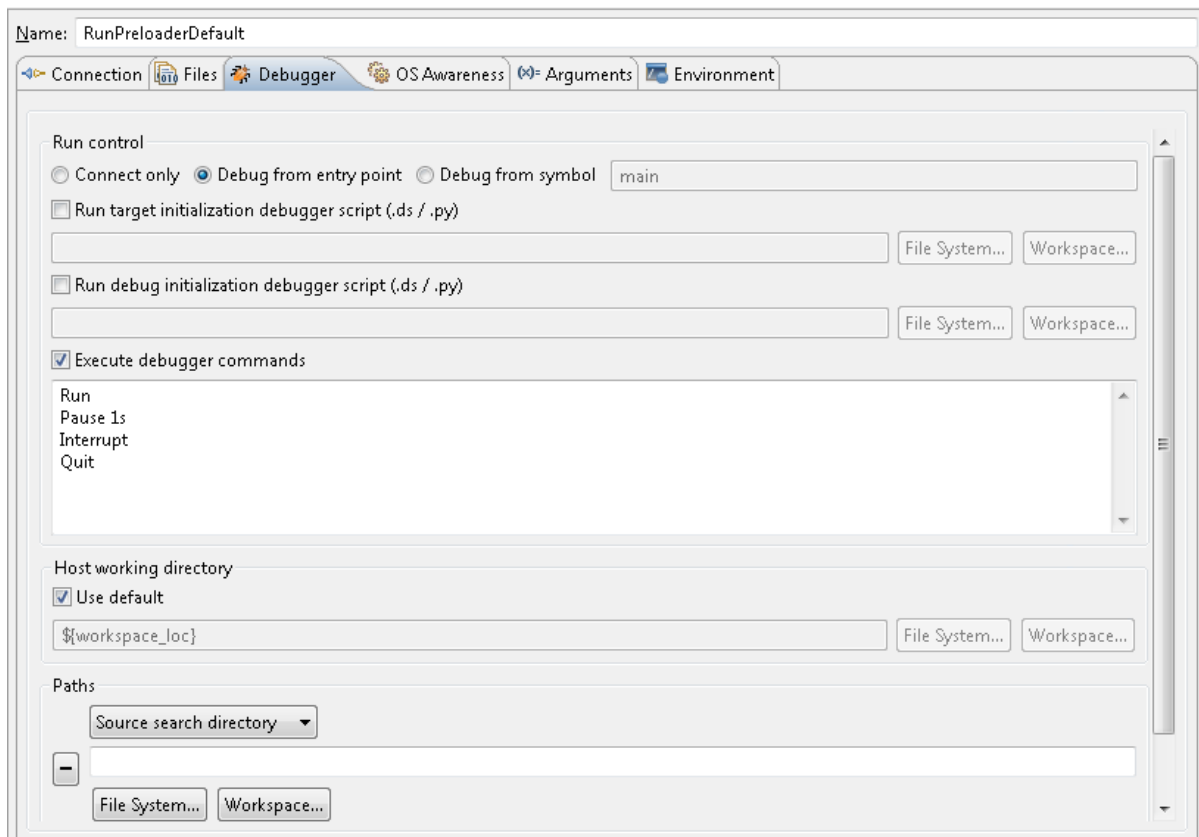 Name: RunPreloaderDefault
Connection Files Debugger OS Awareness (x)= Arguments Environment
Run control
Connect only Debug from entry point Debug from symbol main
Run target initialization debugger script (.ds / .py)
File System... Workspace...
Run debug initialization debugger script (.ds / .py)
File System... Workspace...
Execute debugger commands
Run
Pause 1s
Interrupt
Quit
Host working directory
Use default
${workspace_loc} File System... Workspace...
Paths
Source search directory
File System... Workspace...